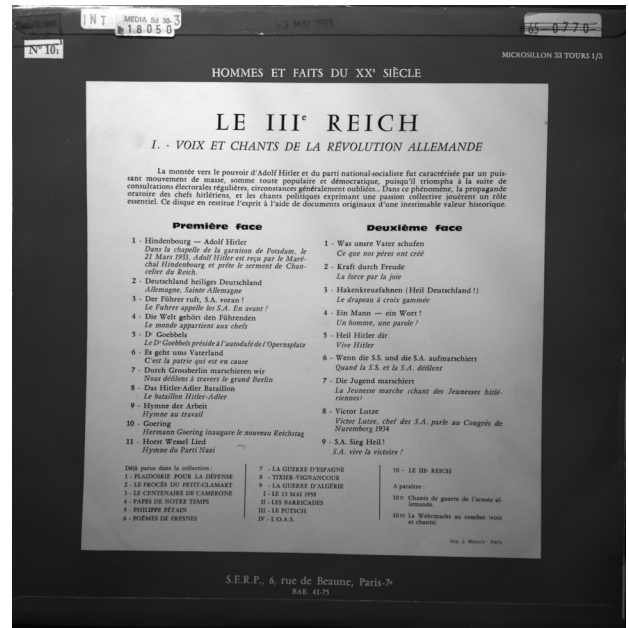 INT
MEDIA Sd 30-3
№ 18050
-3 MAI 1965
65-0770-
N° 10₁
MICROSILLON 33 TOURS 1/3
HOMMES ET FAITS DU XXᵉ SIÈCLE
LE IIIᵉ REICH
I. - VOIX ET CHANTS DE LA RÉVOLUTION ALLEMANDE
La montée vers le pouvoir d'Adolf Hitler et du parti national-socialiste fut caractérisée par un puis-
sant mouvement de masse, somme toute populaire et démocratique, puisqu'il triompha à la suite de
consultations électorales régulières, circonstances généralement oubliées.. Dans ce phénomène, la propagande
oratoire des chefs hitlériens, et les chants politiques exprimant une passion collective jouèrent un rôle
essentiel. Ce disque en restitue l'esprit à l'aide de documents originaux d'une inestimable valeur historique.
Première face
1 - Hindenbourg — Adolf Hitler
Dans la chapelle de la garnison de Potsdam, le
21 Mars 1933, Adolf Hitler est reçu par le Maré-
chal Hindenbourg et prête le serment de Chan-
celier du Reich.
2 - Deutschland heiliges Deutschland
Allemagne, Sainte Allemagne
3 - Der Führer ruft, S.A. voran !
Le Fuhrer appelle les S.A. En avant !
4 - Die Welt gehört den Führenden
Le monde appartient aux chefs
5 - Dʳ Goebbels
Le Dʳ Goebbels préside à l'autodafé de l'Opernsplatz
6 - Es geht ums Vaterland
C'est la patrie qui est en cause
7 - Durch Grossberlin marschieren wir
Nous défilons à travers le grand Berlin
8 - Das Hitler-Adler Bataillon
Le bataillon Hitler-Adler
9 - Hymne der Arbeit
Hymne au travail
10 - Goering
Hermann Goering inaugure le nouveau Reichstag
11 - Horst Wessel Lied
Hymne du Parti Nazi
Deuxième face
1 - Was unsre Vater schufen
Ce que nos pères ont créé
2 - Kraft durch Freude
La force par la joie
3 - Hakenkreuzfahnen (Heil Deutschland !)
Le drapeau à croix gammée
4 - Ein Mann — ein Wort !
Un homme, une parole !
5 - Heil Hitler dir
Vive Hitler
6 - Wenn die S.S. und die S.A. aufmarschiert
Quand la S.S. et la S.A. défilent
7 - Die Jugend marschiert
La Jeunesse marche (chant des Jeunesses hitlé-
riennes)
8 - Victor Lutze
Victor Lutze, chef des S.A. parle au Congrès de
Nuremberg 1934
9 - S.A. Sieg Heil !
S.A. vive la victoire !
Déjà parus dans la collection :
1 - PLAIDOIRIE POUR LA DÉFENSE
2 - LE PROCÈS DU PETIT-CLAMART
3 - LE CENTENAIRE DE CAMERONE
4 - PAPES DE NOTRE TEMPS
5 - PHILIPPE PÉTAIN
6 - POÈMES DE FRESNES
7 - LA GUERRE D'ESPAGNE
8 - TIXIER-VIGNANCOUR
9 - LA GUERRE D'ALGÉRIE
I - LE 13 MAI 1958
II - LES BARRICADES
III - LE PUTSCH
IV - L'O.A.S.
10 - LE IIIᵉ REICH
A paraître :
10 II Chants de guerre de l'armée al-
lemande.
10 III La Wehrmacht au combat (voix
et chants)
Imp. J. Mersch - Paris
S.E.R.P., 6, rue de Beaune, Paris-7ᵉ
BAB. 41-75